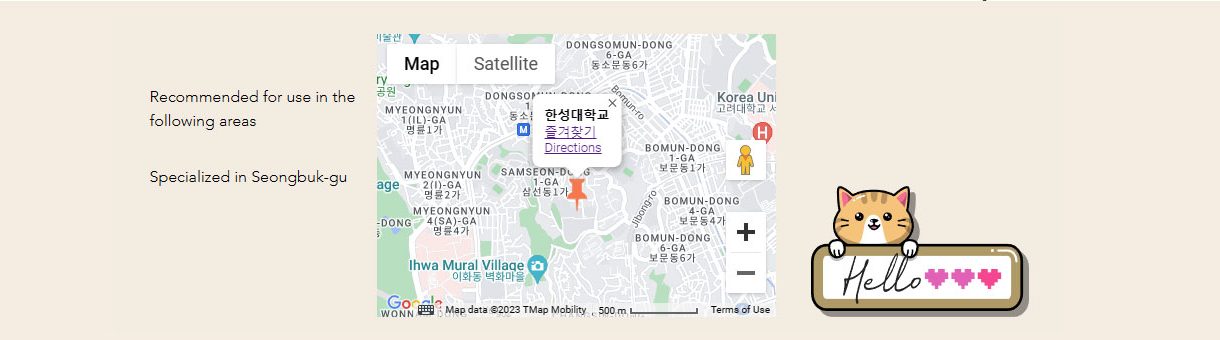 Recommended for use in the
following areas
Specialized in Seongbuk-gu
Map
Satellite
DONGSOMUN-DONG
6-GA
동소문동6가
MYEONGNYUN
1(IL)-GA
명륜1가
한성대학교
즐겨찾기
Directions
Bomun-ro
Korea Uni
고려대학교
H
M
BOMUN-DONG
1-GA
보문동1가
MYEONGNYUN
2(I)-GA
명륜2가
SAMSEON-DONG
1-GA
삼선동1가
Jibong-ro
BOMUN-DONG
4-GA
보문동4가
MYEONGNYUN
4(SA)-GA
명륜4가
-DONG
BOMUN-DONG
6-GA
보문동6가
Ihwa Mural Village
이화동 벽화마을
Hello
Google
Map data ©2023 TMap Mobility
500 m
Terms of Use